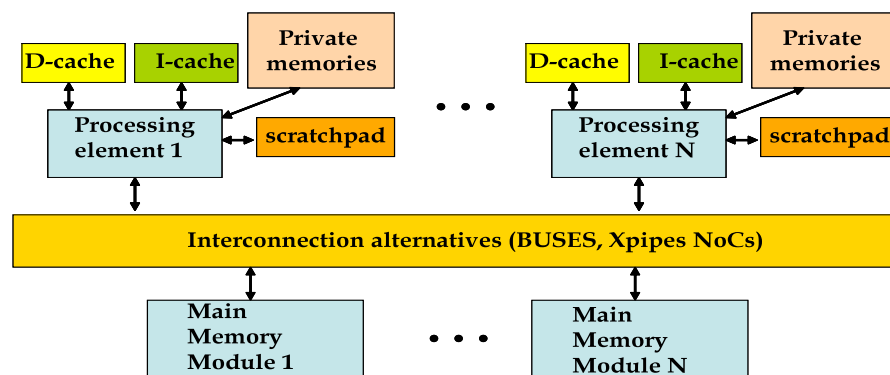 D-cache
I-cache
Private
memories
Processing
element 1
scratchpad
D-cache
I-cache
Private
memories
Processing
element N
scratchpad
Interconnection alternatives (BUSES, Xpipes NoCs)
Main
Memory
Module 1
Main
Memory
Module N